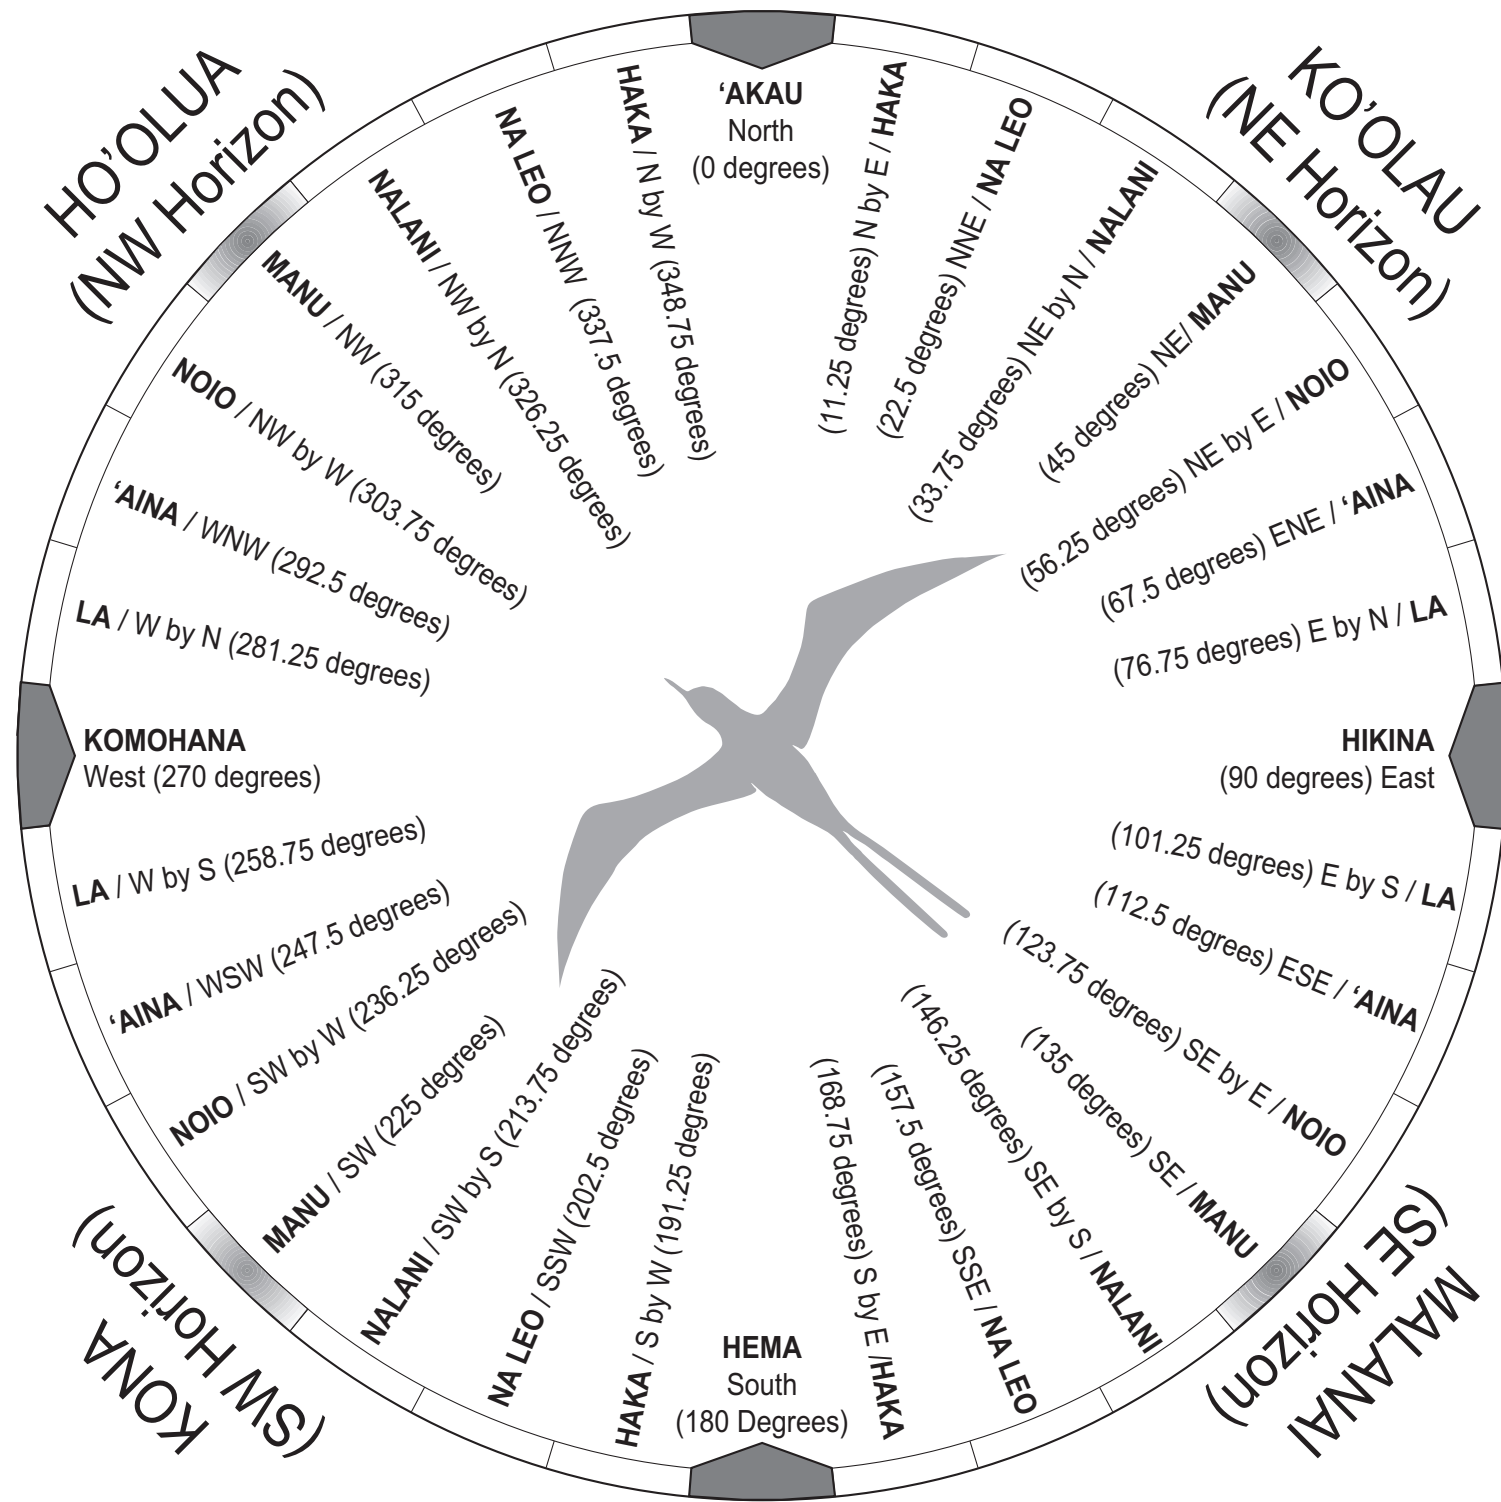 HO’OLUA
(NW Horizon)
KO’OLAU
(NE Horizon)
‘AKAU
North
(0 degrees)
(11.25 degrees) N by E / HAKA
(22.5 degrees) NNE / NA LEO
(33.75 degrees) NE by N / NALANI
(45 degrees) NE/ MANU
(56.25 degrees) NE by E / NOIO
(67.5 degrees) ENE / ‘AINA
(76.75 degrees) E by N / LA
HIKINA
(90 degrees) East
(101.25 degrees) E by S / LA
(112.5 degrees) ESE / ‘AINA
(123.75 degrees) SE by E / NOIO
(135 degrees) SE / MANU
(146.25 degrees) SE by S / NALANI
(157.5 degrees) SSE / NA LEO
(168.75 degrees) S by E /HAKA
HEMA
South
(180 Degrees)
HAKA / S by W (191.25 degrees)
NA LEO / SSW (202.5 degrees)
NALANI / SW by S (213.75 degrees)
MANU / SW (225 degrees)
NOIO / SW by W (236.25 degrees)
‘AINA / WSW (247.5 degrees)
LA / W by S (258.75 degrees)
KOMOHANA
West (270 degrees)
LA / W by N (281.25 degrees)
‘AINA / WNW (292.5 degrees)
NOIO / NW by W (303.75 degrees)
MANU / NW (315 degrees)
NALANI / NW by N (326.25 degrees)
NA LEO / NNW (337.5 degrees)
HAKA / N by W (348.75 degrees)
MALANAI
(SE Horizon)
KONA
(SW Horizon)